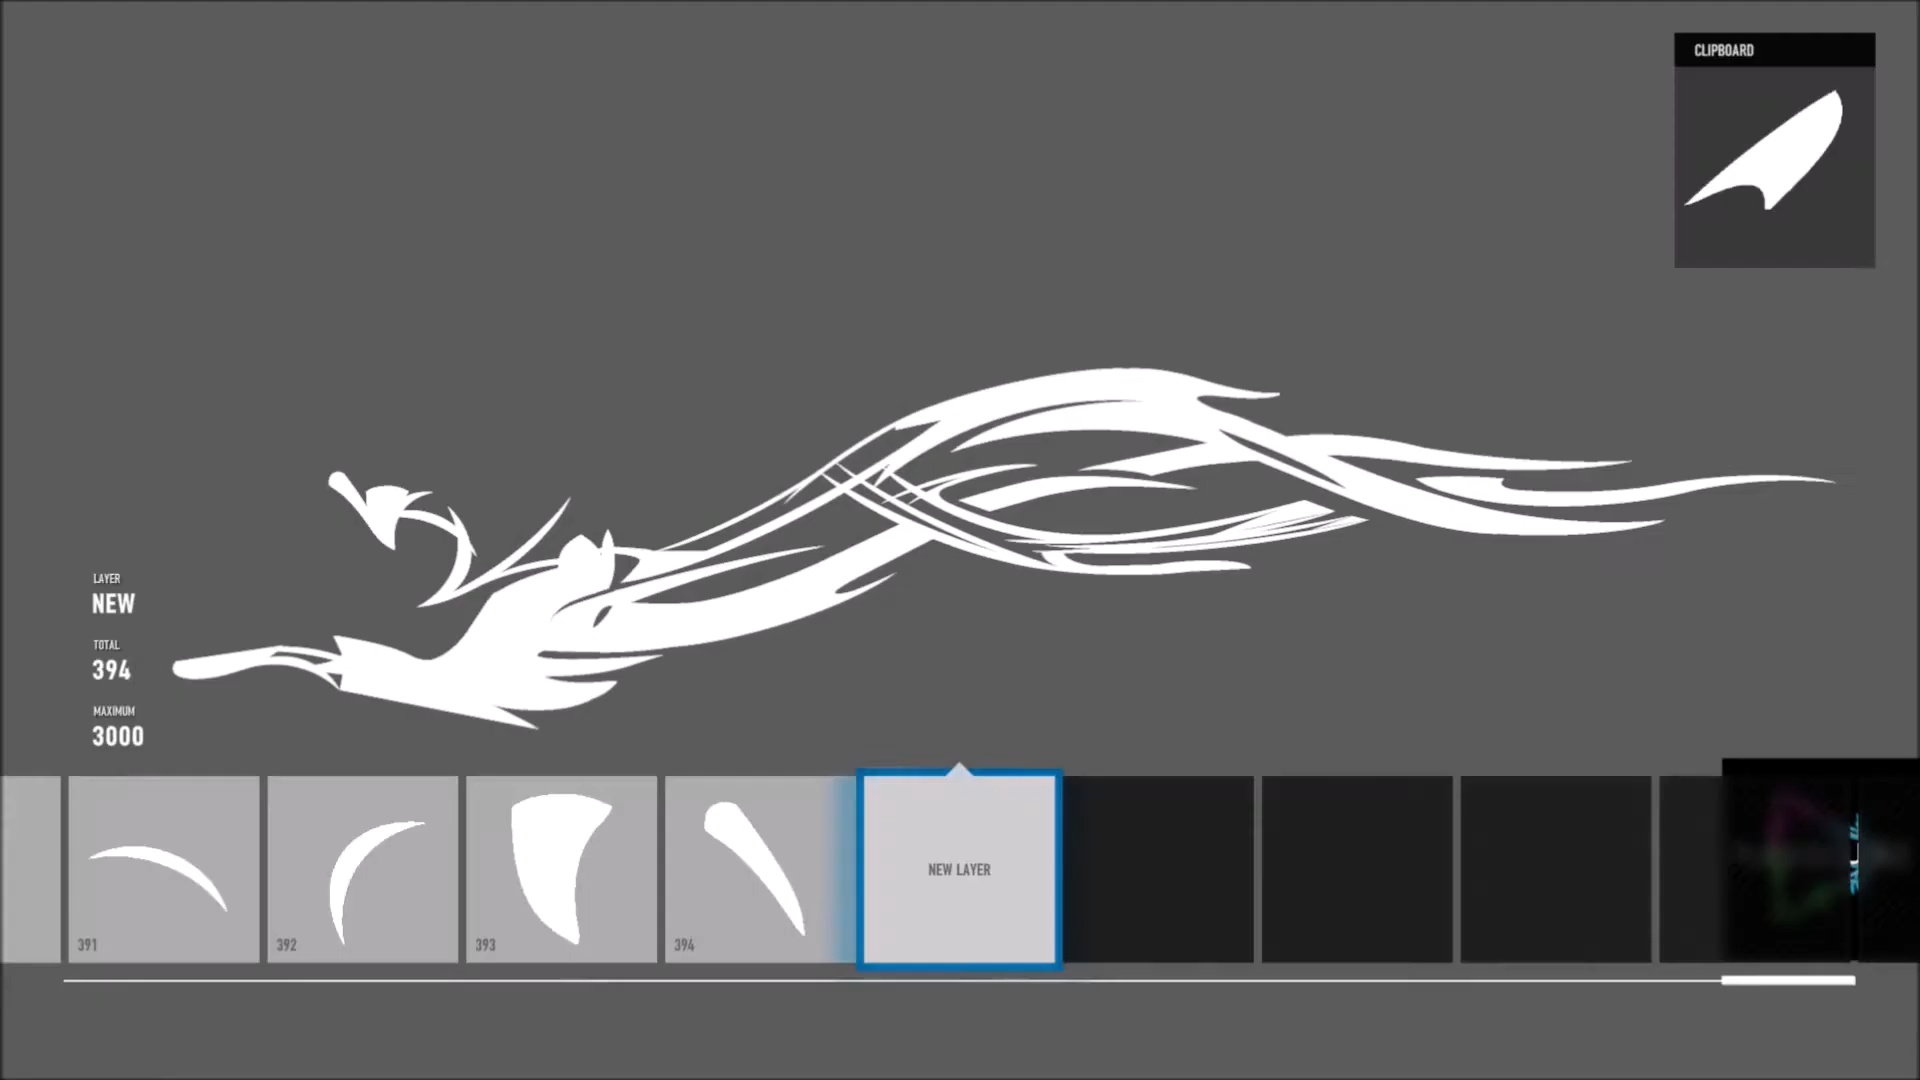 CLIPBOARD
LAYER
NEW
TOTAL
394
MAXIMUM
3000
391
392
393
394
NEW LAYER